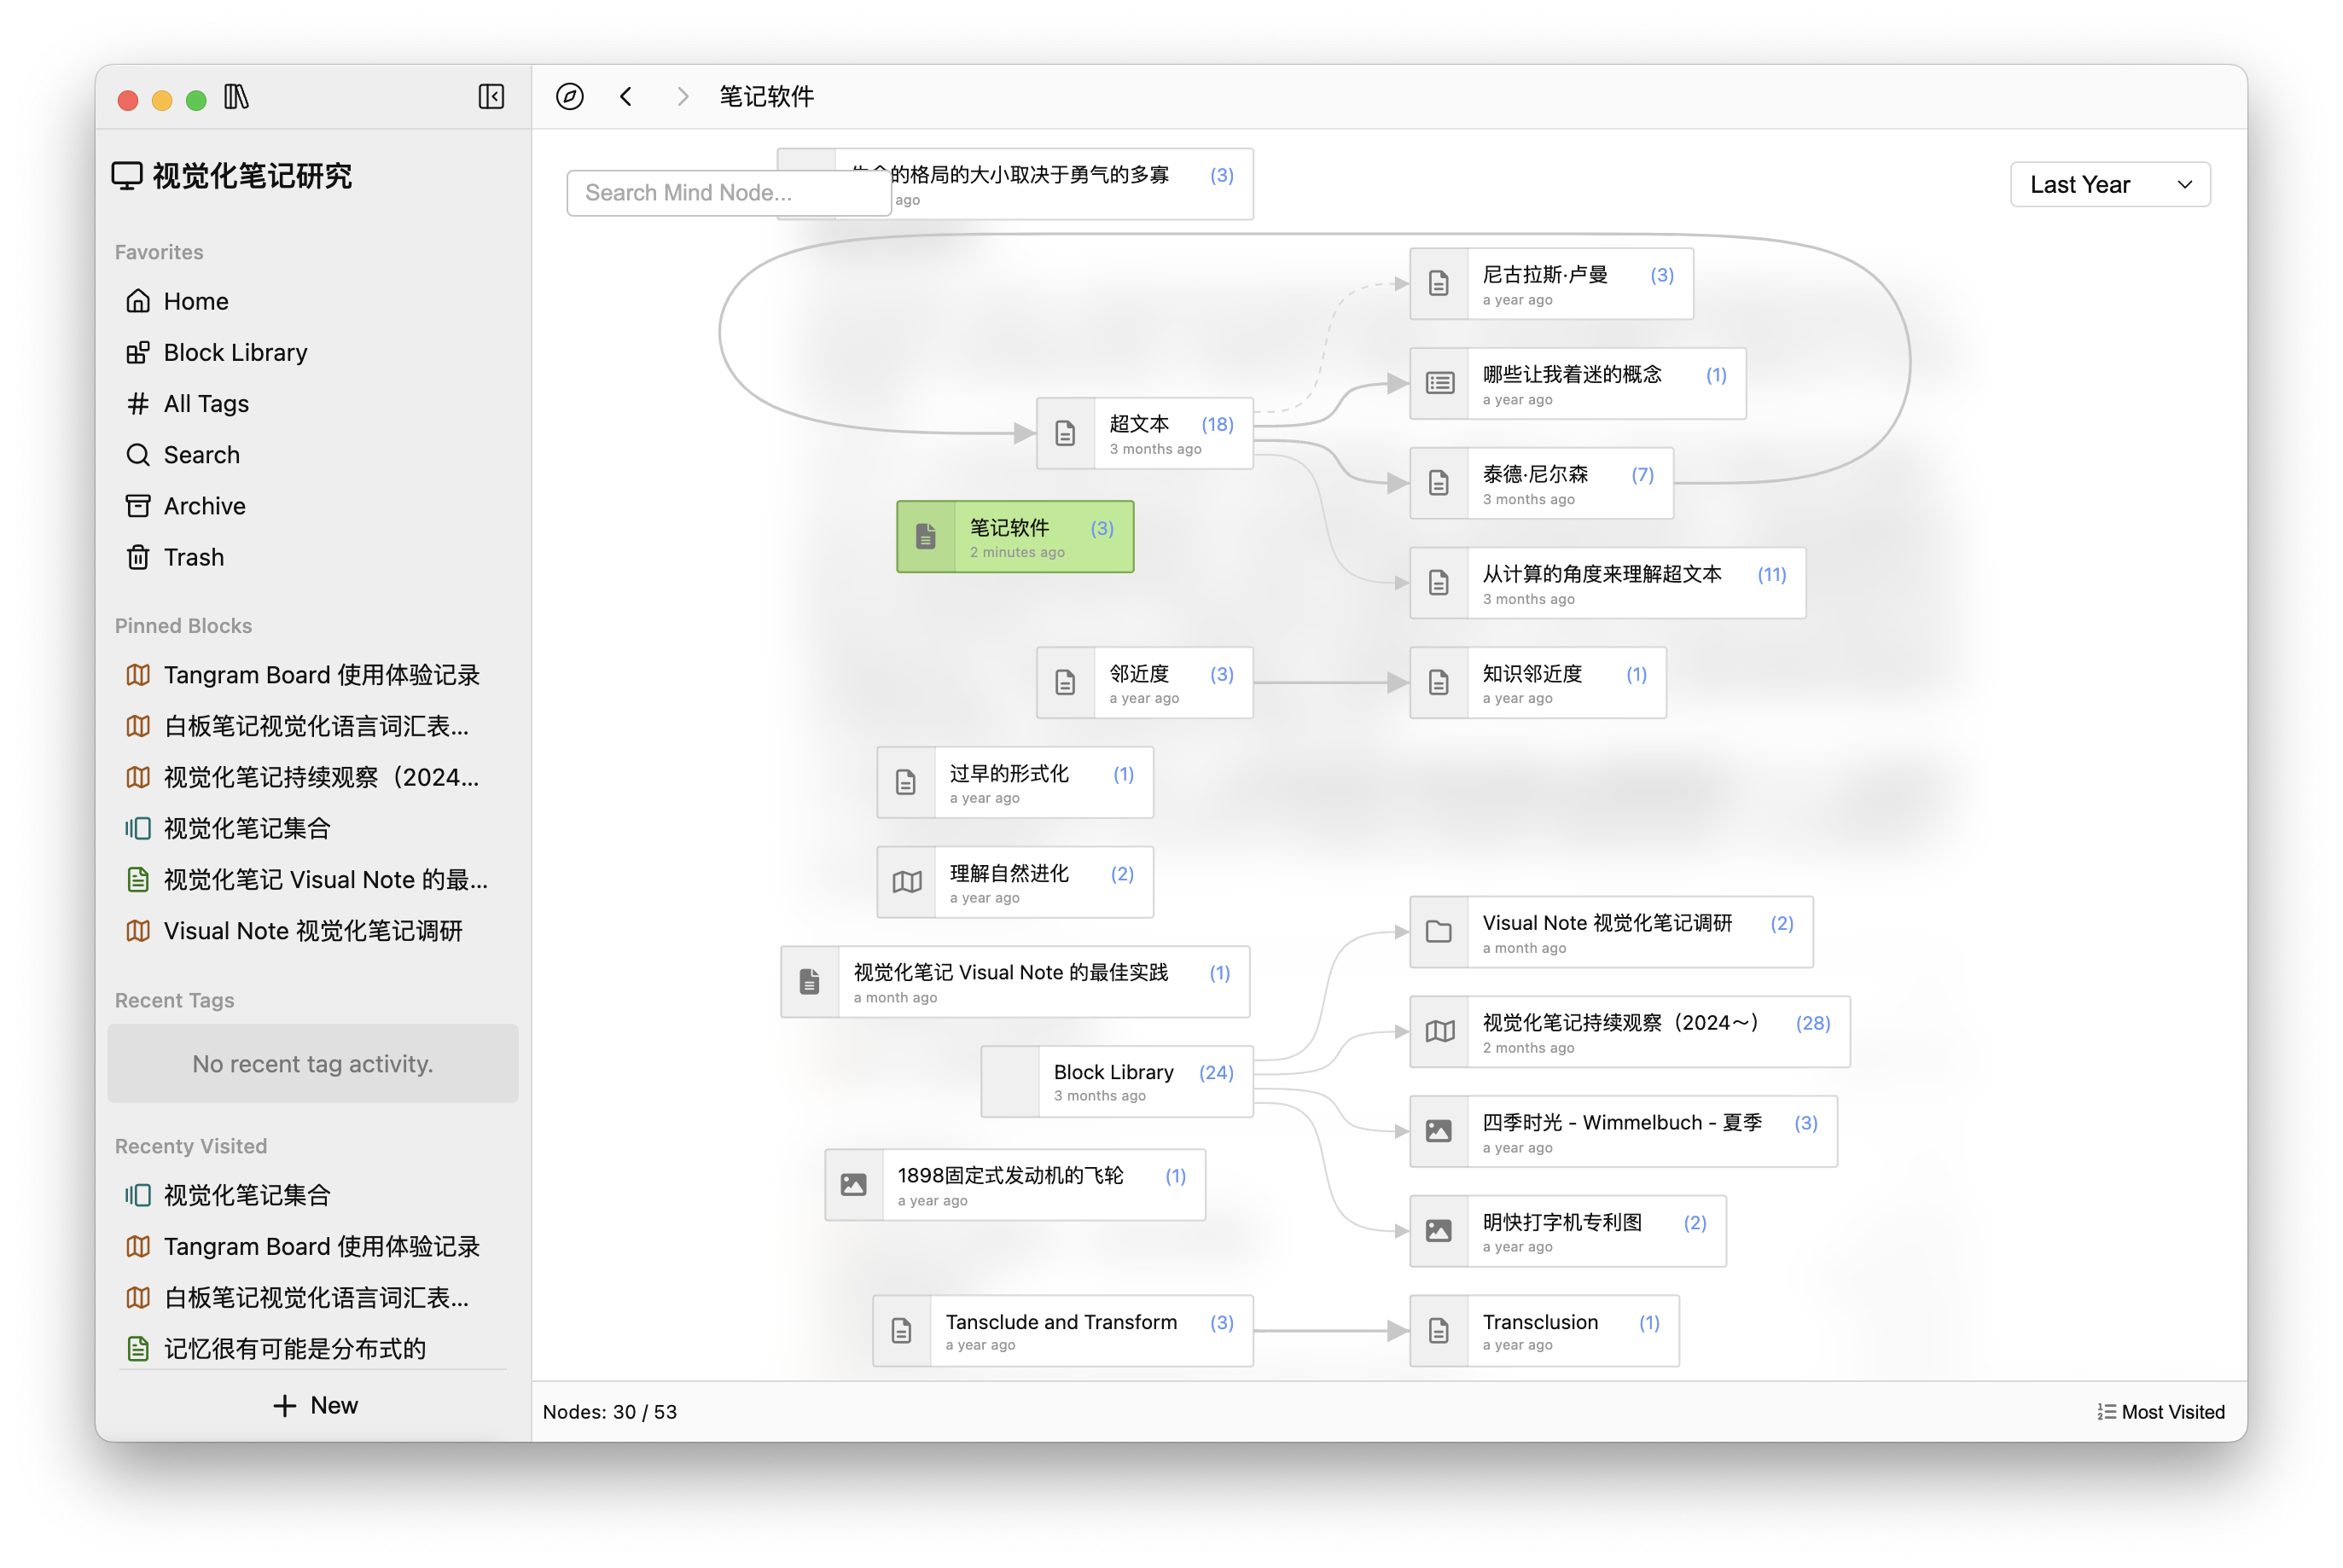 笔记软件
视觉化笔记研究
Favorites
Home
Block Library
All Tags
Search
Archive
Trash
Pinned Blocks
Tangram Board 使用体验记录
白板笔记视觉化语言词汇表...
视觉化笔记持续观察（2024...
视觉化笔记集合
视觉化笔记 Visual Note 的最...
Visual Note 视觉化笔记调研
Recent Tags
No recent tag activity.
Recenty Visited
视觉化笔记集合
Tangram Board 使用体验记录
白板笔记视觉化语言词汇表...
记忆很有可能是分布式的
New
Search Mind Node...
的格局的大小取决于勇气的多寡 (3)
ago
Last Year
尼古拉斯·卢曼 (3)
a year ago
哪些让我着迷的概念 (1)
a year ago
超文本 (18)
3 months ago
泰德·尼尔森 (7)
3 months ago
笔记软件 (3)
2 minutes ago
从计算的角度来理解超文本 (11)
3 months ago
邻近度 (3)
a year ago
知识邻近度 (1)
a year ago
过早的形式化 (1)
a year ago
理解自然进化 (2)
a year ago
Visual Note 视觉化笔记调研 (2)
a month ago
视觉化笔记 Visual Note 的最佳实践 (1)
a month ago
视觉化笔记持续观察（2024～） (28)
2 months ago
Block Library (24)
3 months ago
四季时光 - Wimmelbuch - 夏季 (3)
a year ago
1898固定式发动机的飞轮 (1)
a year ago
明快打字机专利图 (2)
a year ago
Tansclude and Transform (3)
a year ago
Transclusion (1)
a year ago
Nodes: 30 / 53
Most Visited